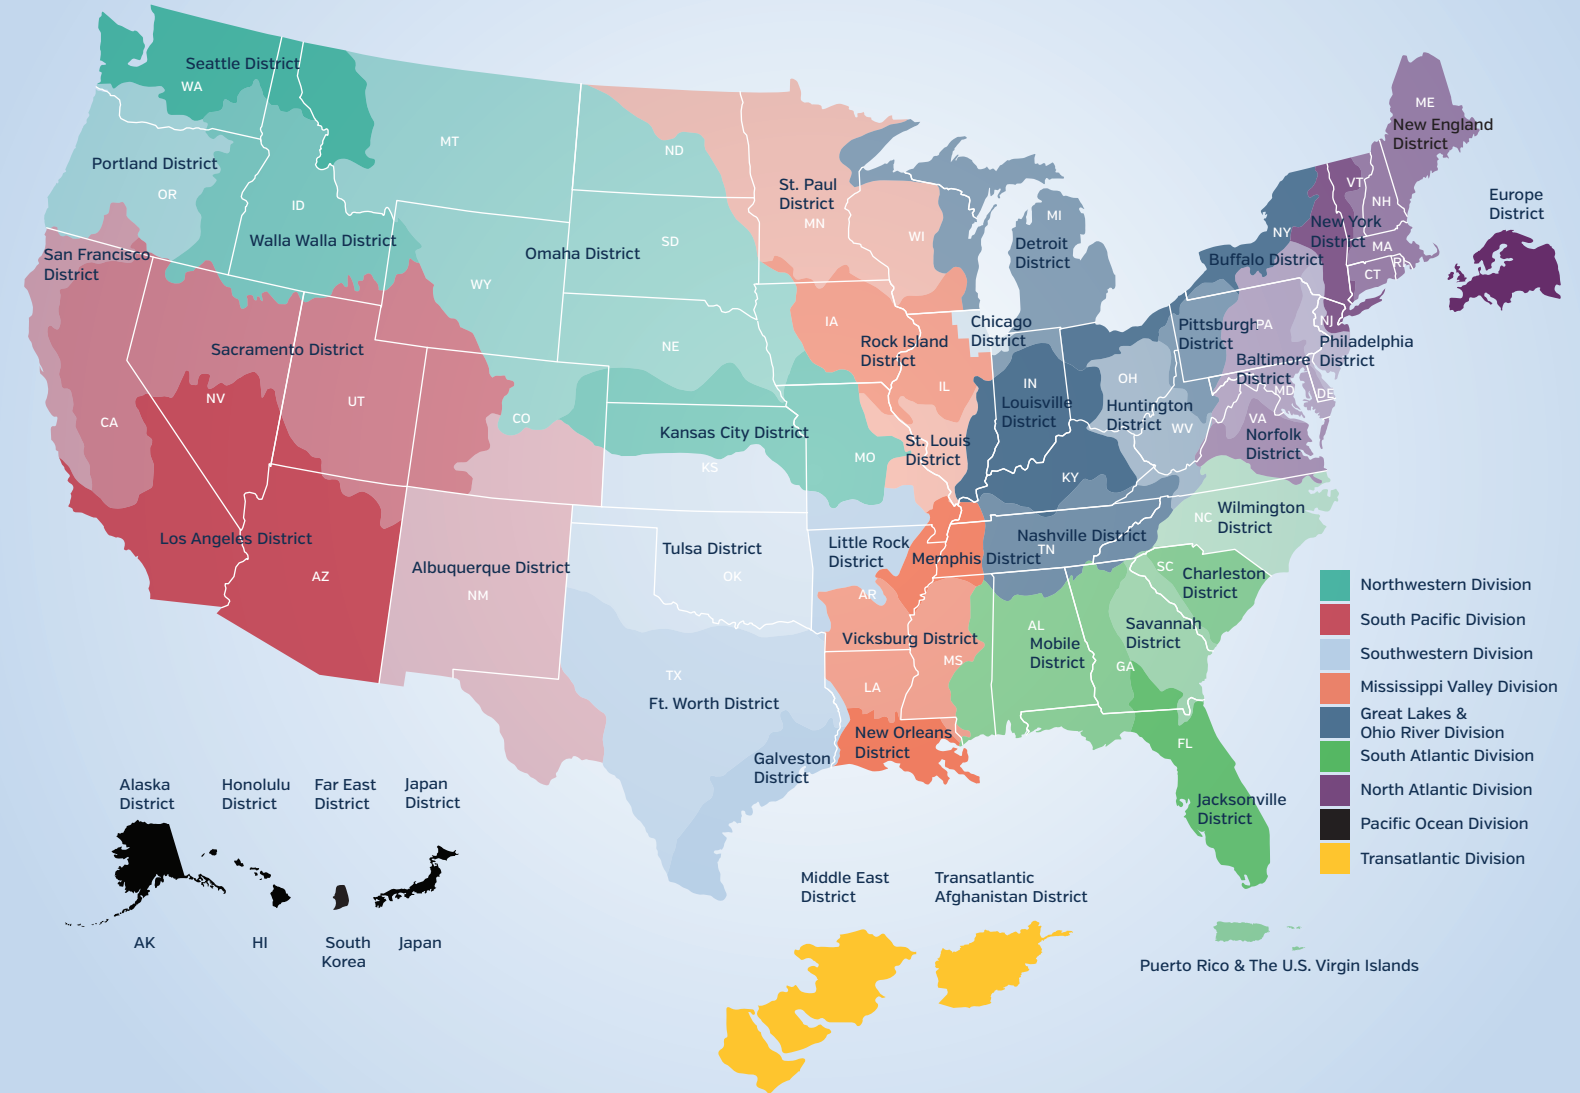 Seattle District
WA
Portland District
OR
ID
Walla Walla District
MT
ND
SD
Omaha District
WY
NE
San Francisco
District
Sacramento District
NV
UT
CA
CO
Los Angeles District
AZ
Albuquerque District
NM
Kansas City District
KS
MO
Tulsa District
OK
TX
Ft. Worth District
Galveston
District
St. Paul
District
MN
WI
IA
Rock Island
District
IL
St. Louis
District
Chicago
District
Detroit
District
MI
IN
Louisville
District
KY
OH
Huntington
District
WV
Pittsburgh
District
PA
Buffalo District
NY
New York
District
VT
NH
MA
CT
RI
ME
New England
District
NJ
Philadelphia
District
Baltimore
District
MD
DE
VA
Norfolk
District
Nashville District
TN
Memphis District
Little Rock
District
AR
Vicksburg District
MS
LA
New Orleans
District
AL
Mobile
District
GA
Savannah
District
SC
Charleston
District
NC
Wilmington
District
FL
Jacksonville
District
Europe
District
Northwestern Division
South Pacific Division
Southwestern Division
Mississippi Valley Division
Great Lakes &
Ohio River Division
South Atlantic Division
North Atlantic Division
Pacific Ocean Division
Transatlantic Division
Alaska
District
AK
Honolulu
District
HI
Far East
District
South
Korea
Japan
District
Japan
Middle East
District
Transatlantic
Afghanistan District
Puerto Rico & The U.S. Virgin Islands